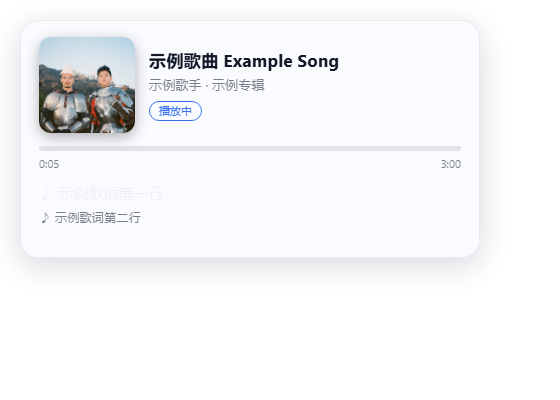 示例歌曲 Example Song
示例歌手 · 示例专辑
播放中
0:05 3:00
♪ 示例歌词第一行
♪ 示例歌词第二行